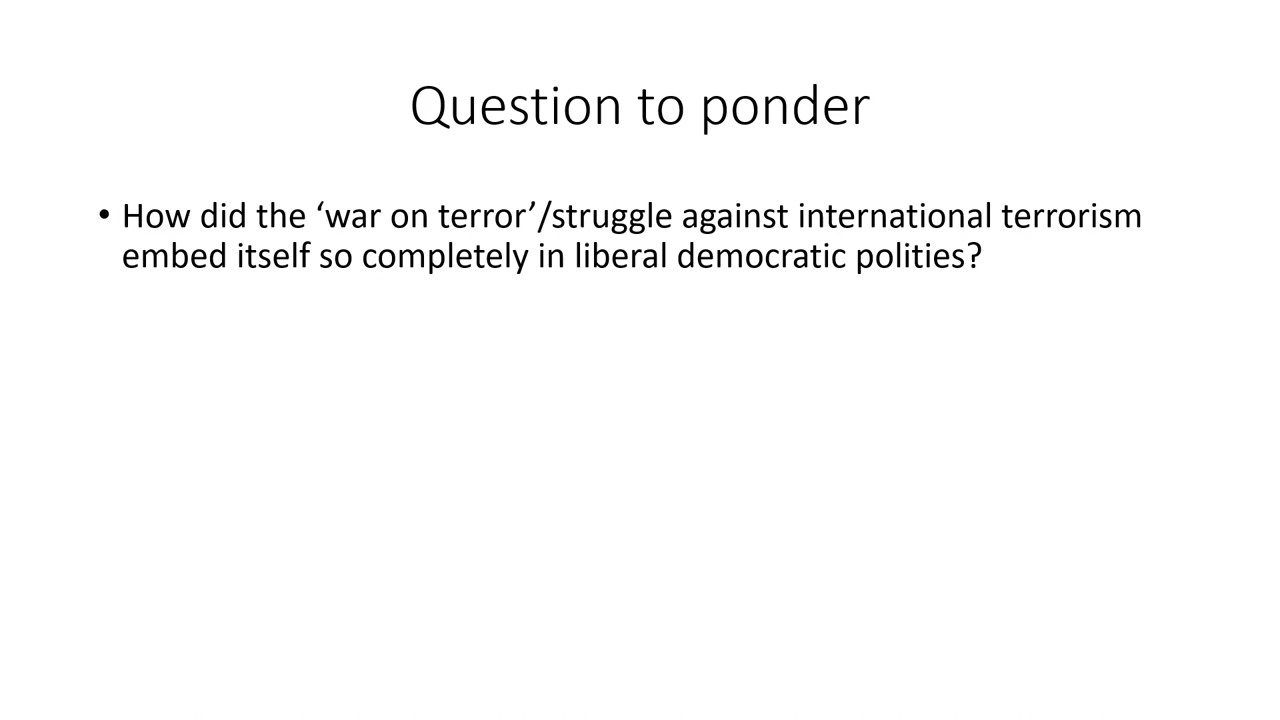 Question to ponder
• How did the ‘war on terror’/struggle against international terrorism
embed itself so completely in liberal democratic polities?